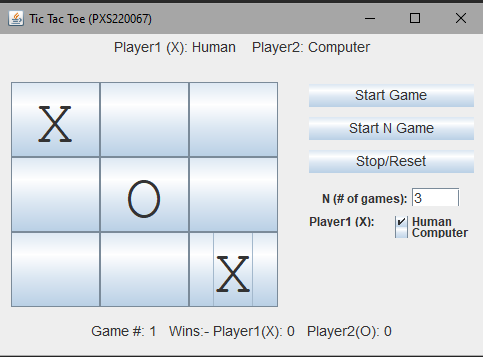 Tic Tac Toe (PXS220067)
Player1 (X): Human Player2: Computer
X
O
X
Start Game
Start N Game
Stop/Reset
N (# of games): 3
Player1 (X): Human
Computer
Game #: 1 Wins:- Player1(X): 0 Player2(O): 0